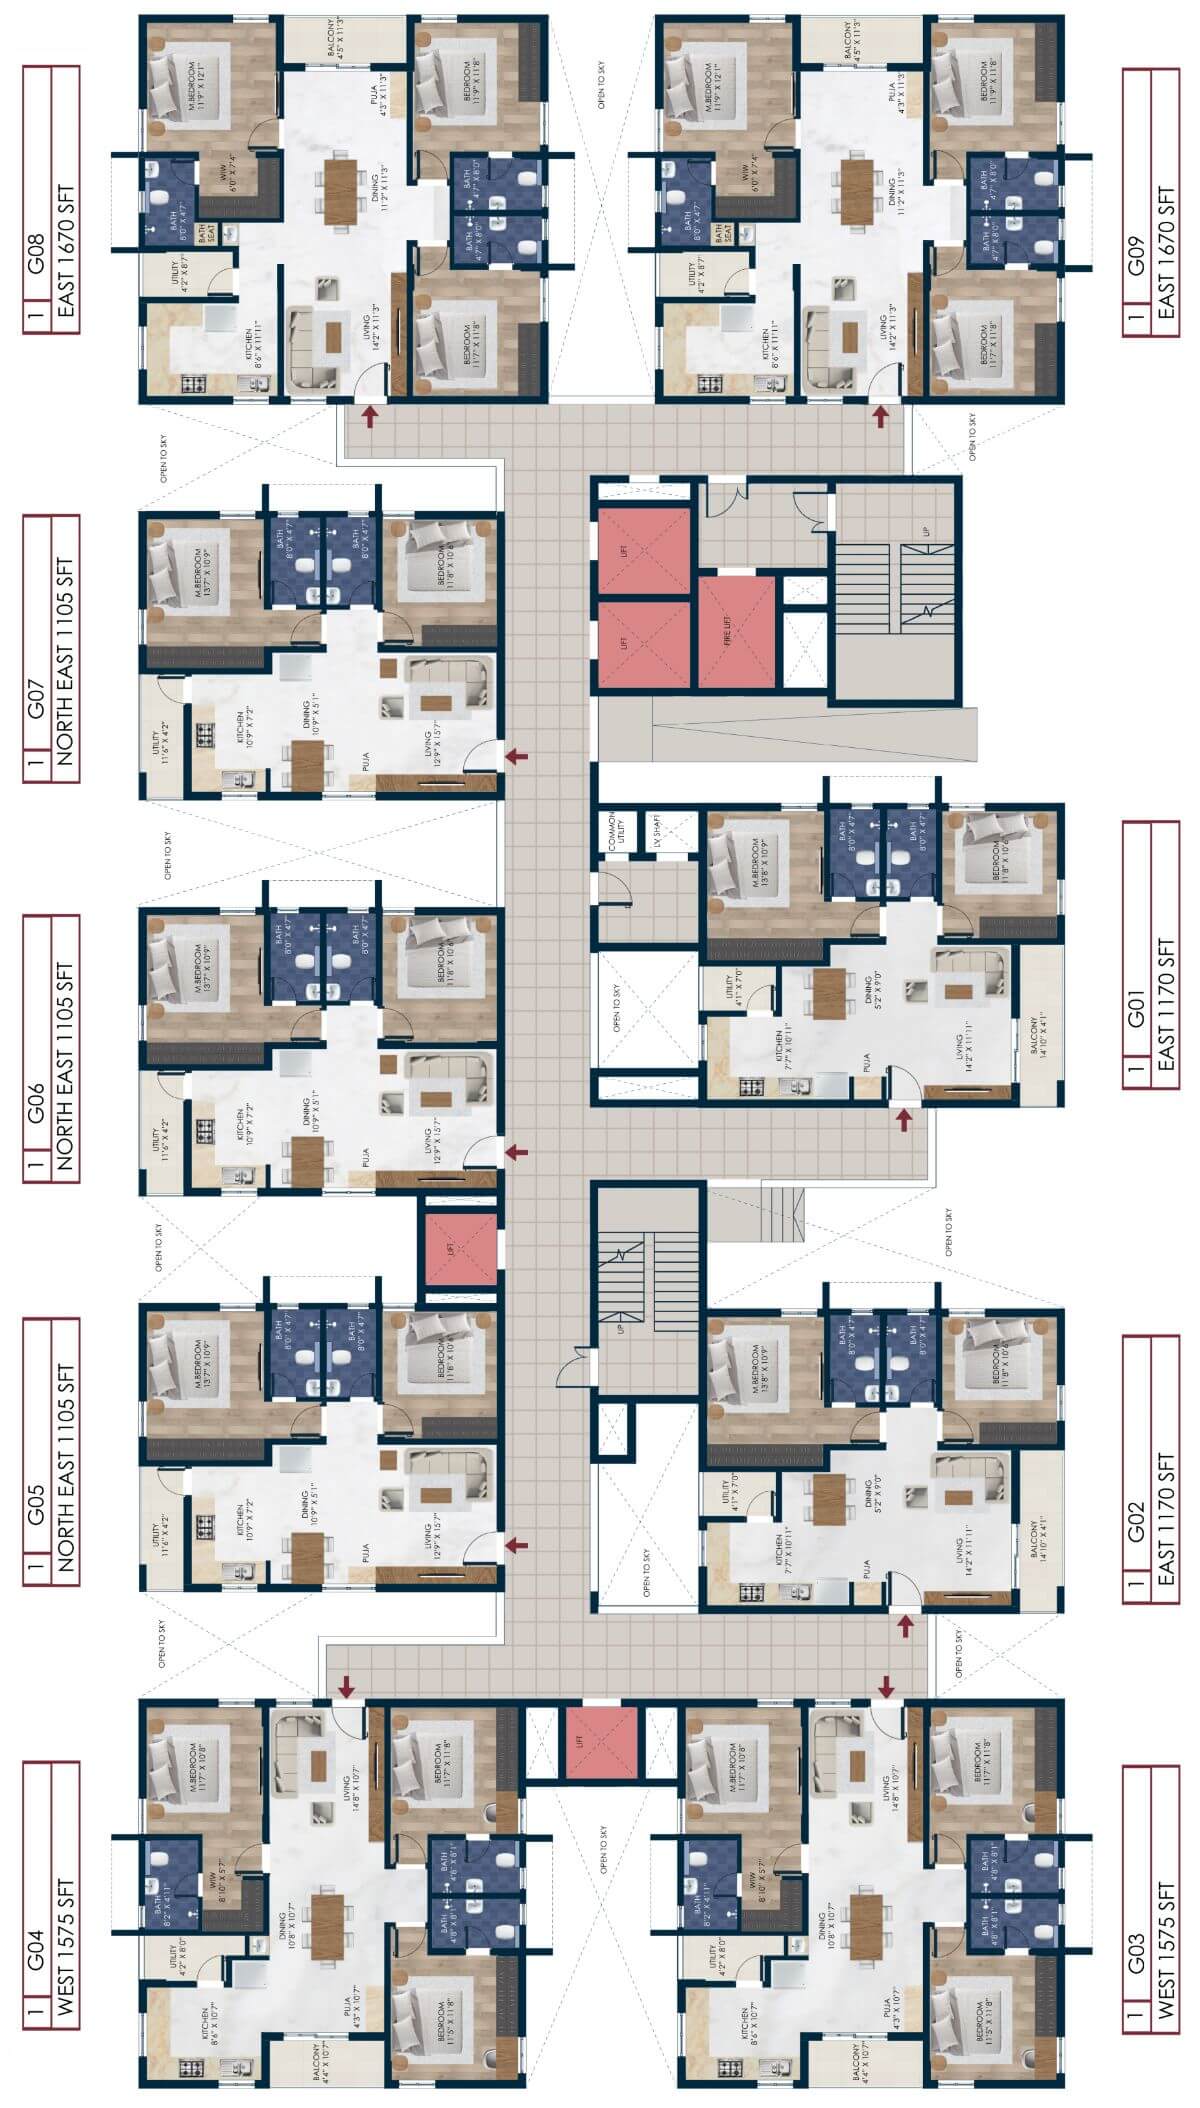 1 G08
EAST 1670 SFT
M.BEDROOM
11'9" X 12'1"
BALCONY
4'5" X 11'3"
PUJA
4'3" X 11'3"
BEDROOM
11'9" X 11'8"
WIW
6'0" X 7'4"
BATH
8'0" X 4'7"
BATH
SEAT
DINING
11'2" X 11'3"
BATH
4'7" X 8'0"
BATH
4'7" X 8'0"
UTILITY
4'2" X 8'7"
KITCHEN
8'6" X 11'11"
LIVING
14'2" X 11'3"
BEDROOM
11'7" X 11'8"
OPEN TO SKY
1 G09
EAST 1670 SFT
M.BEDROOM
11'9" X 12'1"
BALCONY
4'5" X 11'3"
PUJA
4'3" X 11'3"
BEDROOM
11'9" X 11'8"
WIW
6'0" X 7'4"
BATH
8'0" X 4'7"
BATH
SEAT
DINING
11'2" X 11'3"
BATH
4'7" X 8'0"
BATH
4'7" X 8'0"
UTILITY
4'2" X 8'7"
KITCHEN
8'6" X 11'11"
LIVING
14'2" X 11'3"
BEDROOM
11'7" X 11'8"
OPEN TO SKY
OPEN TO SKY
1 G07
NORTH EAST 1105 SFT
M.BEDROOM
13'7" X 10'9"
BATH
8'0" X 4'7"
BATH
8'0" X 4'7"
BEDROOM
11'8" X 10'6"
UTILITY
11'6" X 4'2"
KITCHEN
10'9" X 7'2"
DINING
10'9" X 5'1"
PUJA
LIVING
12'9" X 15'7"
LIFT
LIFT
FIRE LIFT
UP
OPEN TO SKY
1 G06
NORTH EAST 1105 SFT
M.BEDROOM
13'7" X 10'9"
BATH
8'0" X 4'7"
BATH
8'0" X 4'7"
BEDROOM
11'8" X 10'6"
UTILITY
11'6" X 4'2"
KITCHEN
10'9" X 7'2"
DINING
10'9" X 5'1"
PUJA
LIVING
12'9" X 15'7"
COMMON
UTILITY
LV SHAFT
OPEN TO SKY
1 G01
EAST 1170 SFT
M.BEDROOM
13'8" X 10'9"
BATH
8'0" X 4'7"
BATH
8'0" X 4'7"
BEDROOM
11'8" X 10'6"
UTILITY
4'1" X 7'0"
DINING
5'2" X 9'0"
KITCHEN
7'7" X 10'11"
PUJA
LIVING
14'2" X 11'11"
BALCONY
14'10" X 4'1"
OPEN TO SKY
LIFT
OPEN TO SKY
UP
1 G05
NORTH EAST 1105 SFT
M.BEDROOM
13'7" X 10'9"
BATH
8'0" X 4'7"
BATH
8'0" X 4'7"
BEDROOM
11'8" X 10'6"
UTILITY
11'6" X 4'2"
KITCHEN
10'9" X 7'2"
DINING
10'9" X 5'1"
PUJA
LIVING
12'9" X 15'7"
1 G02
EAST 1170 SFT
M.BEDROOM
13'8" X 10'9"
BATH
8'0" X 4'7"
BATH
8'0" X 4'7"
BEDROOM
11'8" X 10'6"
UTILITY
4'1" X 7'0"
DINING
5'2" X 9'0"
KITCHEN
7'7" X 10'11"
PUJA
LIVING
14'2" X 11'11"
BALCONY
14'10" X 4'1"
OPEN TO SKY
OPEN TO SKY
OPEN TO SKY
1 G04
WEST 1575 SFT
M.BEDROOM
11'7" X 10'8"
LIVING
14'8" X 10'7"
BEDROOM
11'7" X 11'8"
LIFT
BATH
8'2" X 4'11"
WIW
8'10" X 5'7"
DINING
10'8" X 10'7"
BATH
4'8" X 8'1"
BATH
4'8" X 8'1"
UTILITY
4'2" X 8'0"
KITCHEN
8'6" X 10'7"
PUJA
4'3" X 10'7"
BALCONY
4'4" X 10'7"
BEDROOM
11'5" X 11'8"
OPEN TO SKY
1 G03
WEST 1575 SFT
M.BEDROOM
11'7" X 10'8"
LIVING
14'8" X 10'7"
BEDROOM
11'7" X 11'8"
BATH
8'2" X 4'11"
WIW
8'10" X 5'7"
DINING
10'8" X 10'7"
BATH
4'8" X 8'1"
BATH
4'8" X 8'1"
UTILITY
4'2" X 8'0"
KITCHEN
8'6" X 10'7"
PUJA
4'3" X 10'7"
BALCONY
4'4" X 10'7"
BEDROOM
11'5" X 11'8"